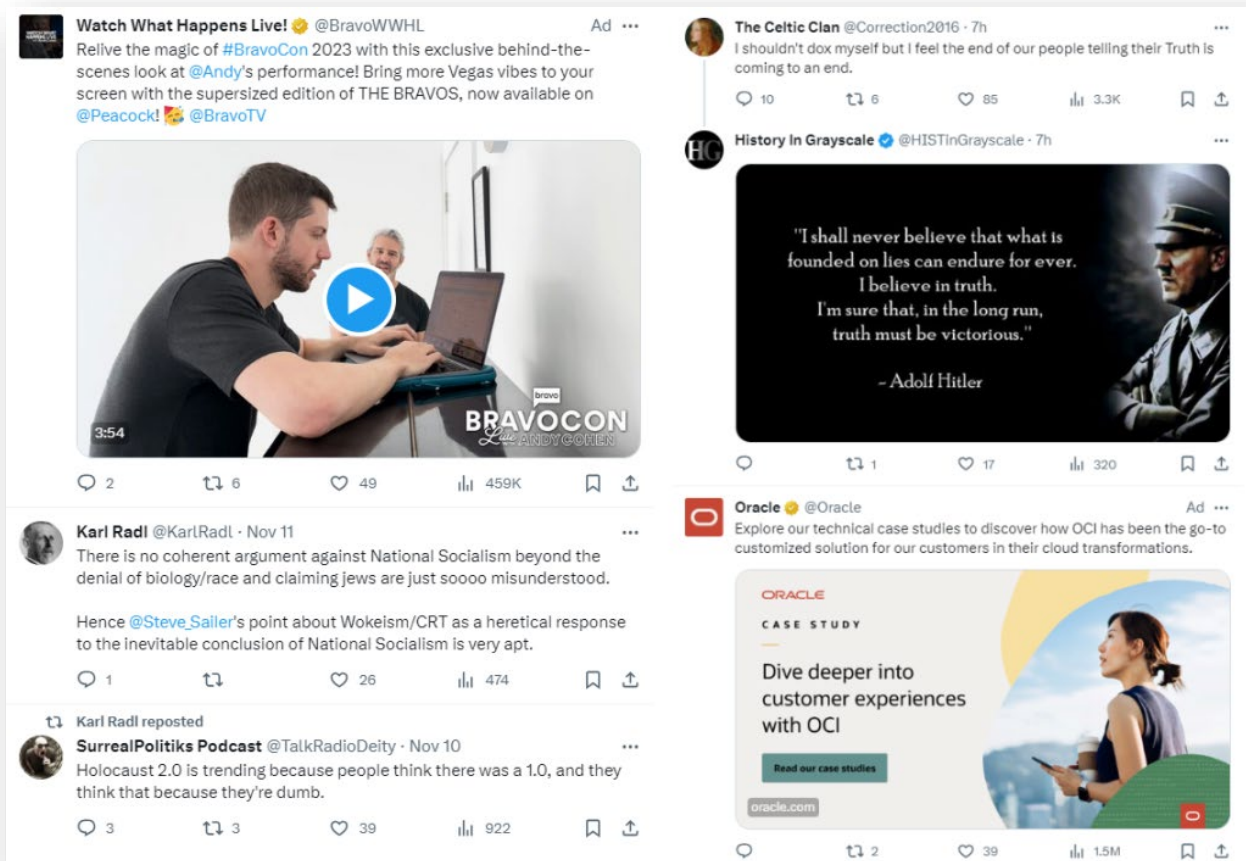 Watch What Happens Live! @BravoWWHL Ad
Relive the magic of #BravoCon 2023 with this exclusive behind-the-
scenes look at @Andy's performance! Bring more Vegas vibes to your
screen with the supersized edition of THE BRAVOS, now available on
@Peacock! 🥳 @BravoTV
bravo
BRAVOCON
Live ANDY COHEN
3:54
2 6 49 459K
Karl Radl @KarlRadl · Nov 11
There is no coherent argument against National Socialism beyond the
denial of biology/race and claiming jews are just soooo misunderstood.
Hence @Steve_Sailer's point about Wokeism/CRT as a heretical response
to the inevitable conclusion of National Socialism is very apt.
1 26 474
Karl Radl reposted
SurrealPolitiks Podcast @TalkRadioDeity · Nov 10
Holocaust 2.0 is trending because people think there was a 1.0, and they
think that because they're dumb.
3 3 39 922
The Celtic Clan @Correction2016 · 7h
I shouldn't dox myself but I feel the end of our people telling their Truth is
coming to an end.
10 6 85 3.3K
HG
History In Grayscale @HISTinGrayscale · 7h
"I shall never believe that what is
founded on lies can endure for ever.
I believe in truth.
I'm sure that, in the long run,
truth must be victorious."
- Adolf Hitler
1 17 320
Oracle @Oracle Ad
Explore our technical case studies to discover how OCI has been the go-to
customized solution for our customers in their cloud transformations.
ORACLE
CASE STUDY
Dive deeper into
customer experiences
with OCI
Read our case studies
oracle.com
2 39 1.5M